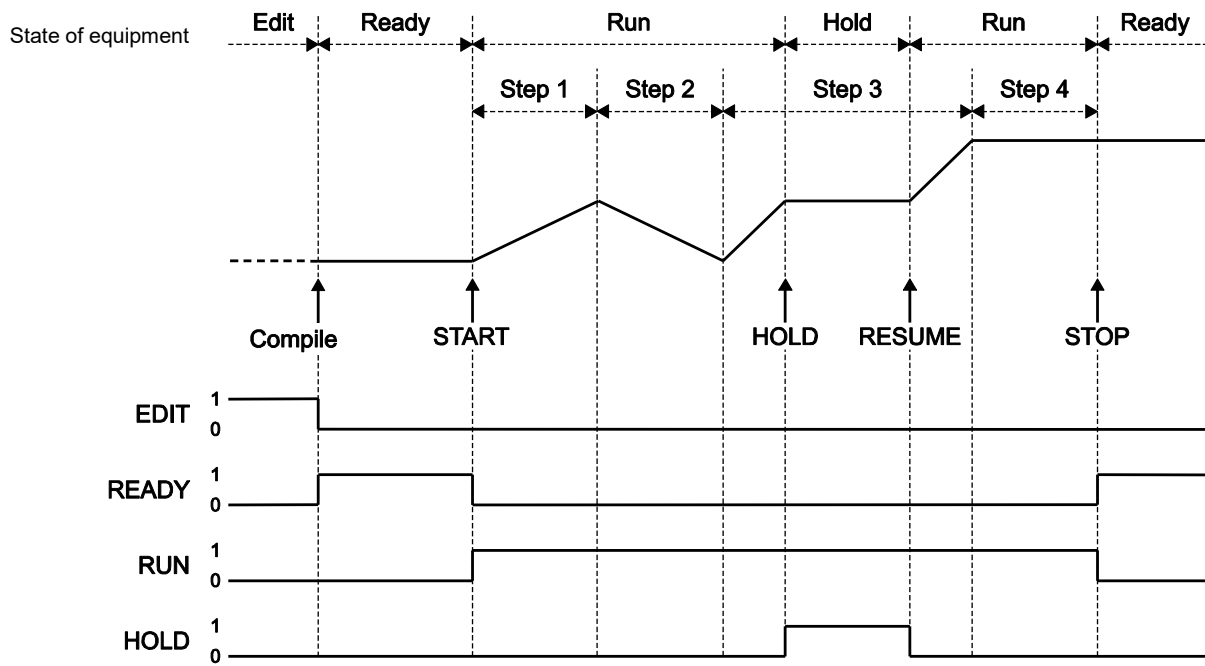 Edit Ready Run Hold Run Ready
State of equipment
Step 1 Step 2 Step 3 Step 4
Compile START HOLD RESUME STOP
EDIT 1
0
READY 1
0
RUN 1
0
HOLD 1
0